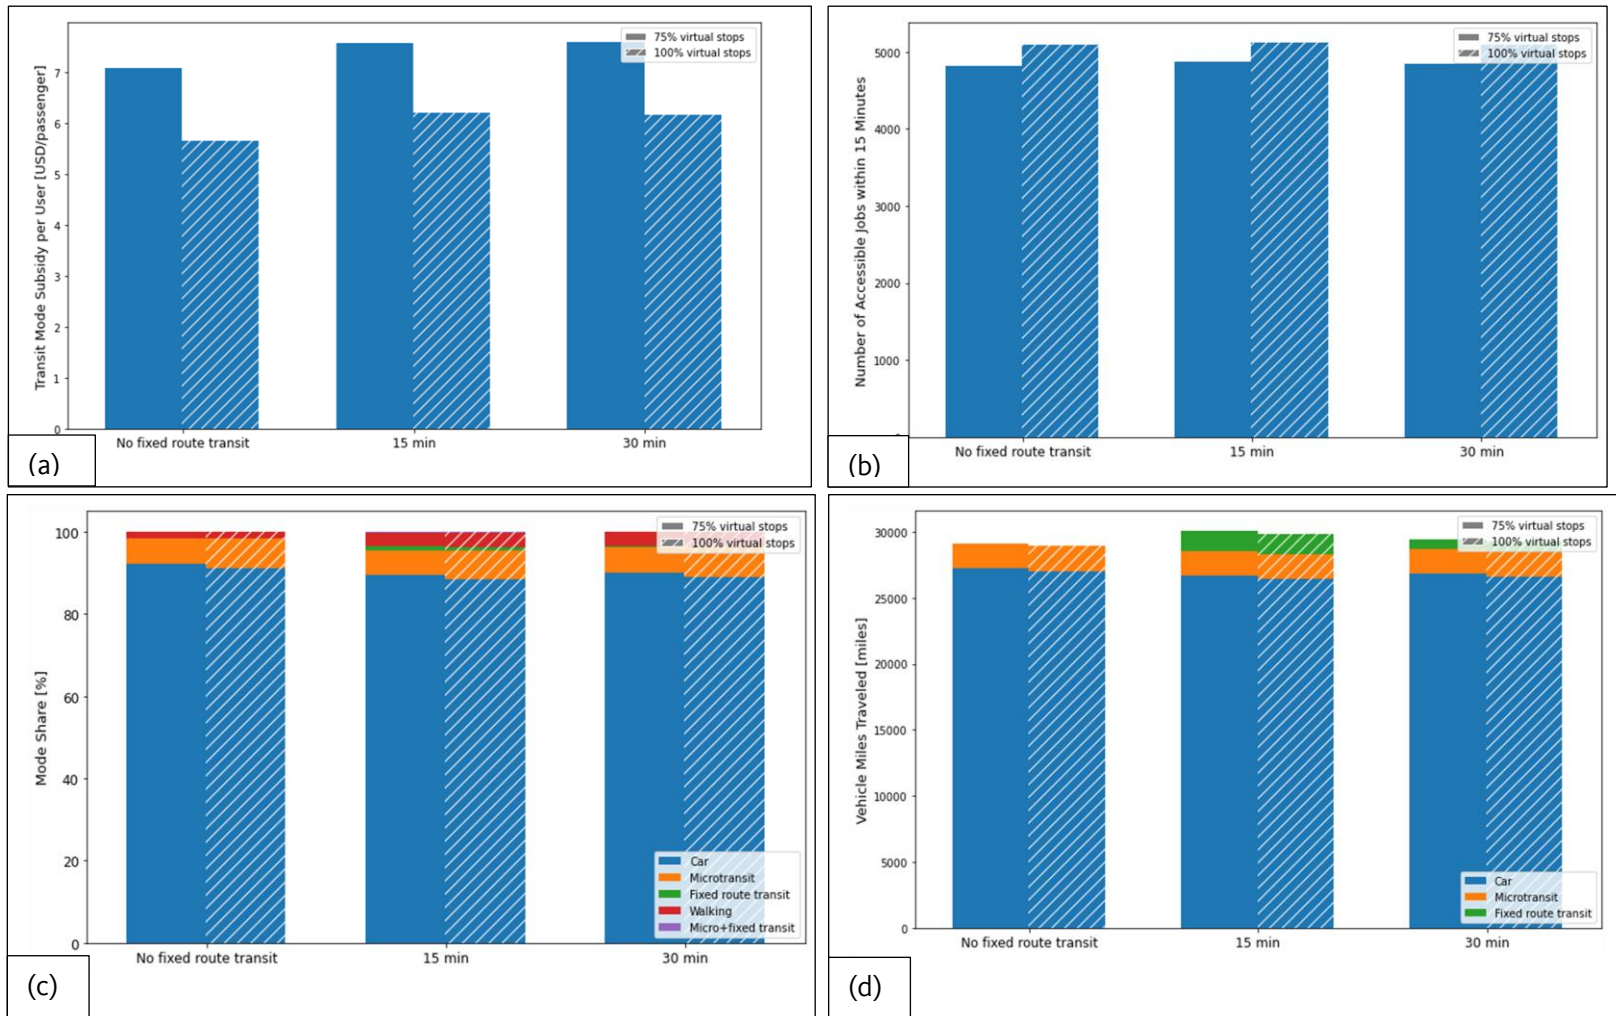 75% virtual stops
100% virtual stops
Transit Mode Subsidy per User [USD/passenger]
7
6
5
4
3
2
1
0
No fixed route transit
15 min
30 min
(a)
75% virtual stops
100% virtual stops
Number of Accessible Jobs within 15 Minutes
5000
4000
3000
2000
1000
No fixed route transit
15 min
30 min
(b)
75% virtual stops
100% virtual stops
Mode Share [%]
100
80
60
40
20
0
Car
Microtransit
Fixed route transit
Walking
Micro+fixed transit
No fixed route transit
15 min
30 min
(c)
75% virtual stops
100% virtual stops
Vehicle Miles Traveled [miles]
30000
25000
20000
15000
10000
5000
0
Car
Microtransit
Fixed route transit
No fixed route transit
15 min
30 min
(d)